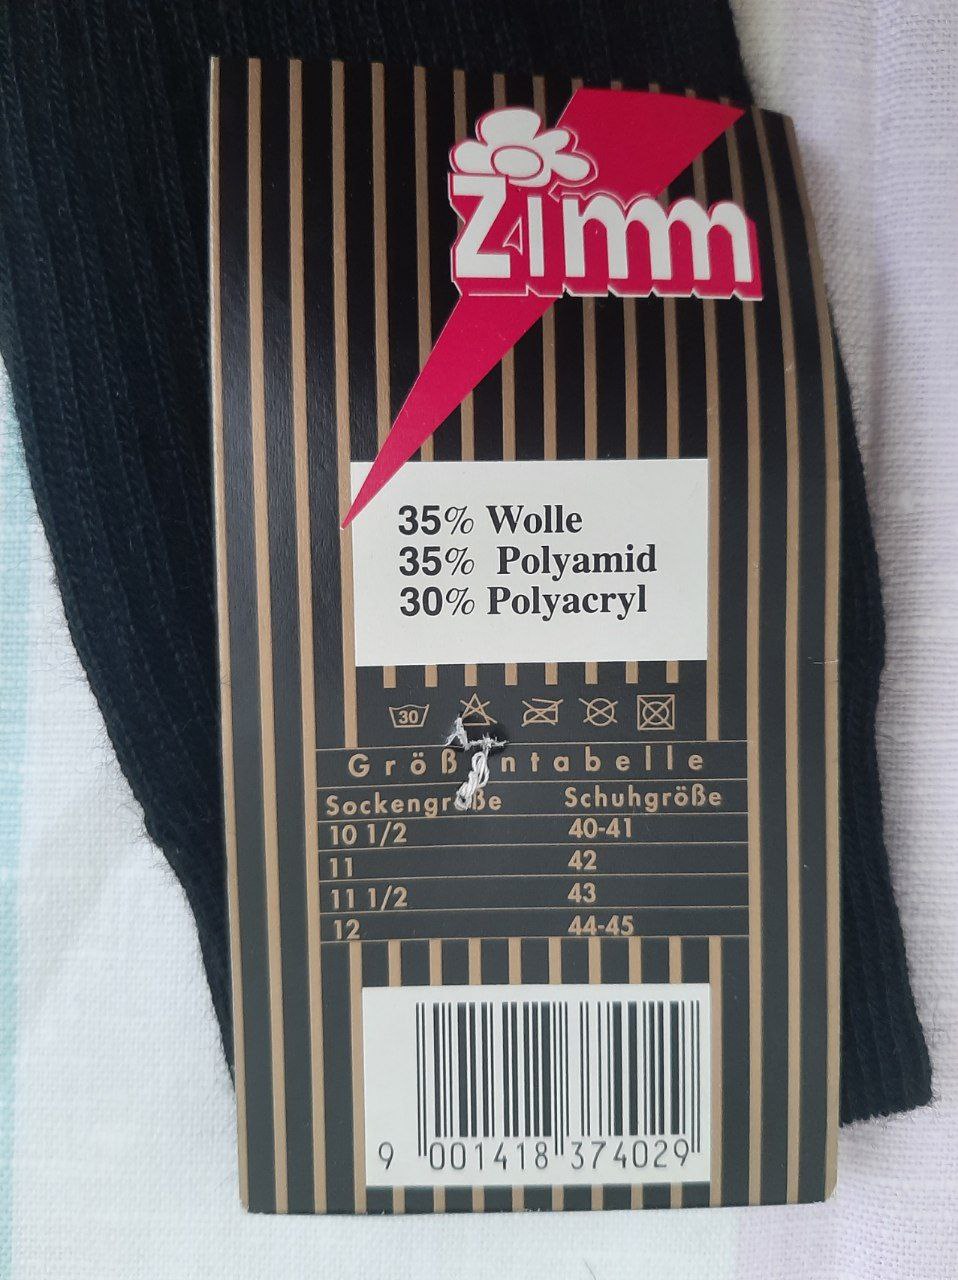 Zimm
35% Wolle
35% Polyamid
30% Polyacryl
30
Größentabelle
Sockengröße Schuhgröße
10 1/2 40-41
11 42
11 1/2 43
12 44-45
9 001418 374029